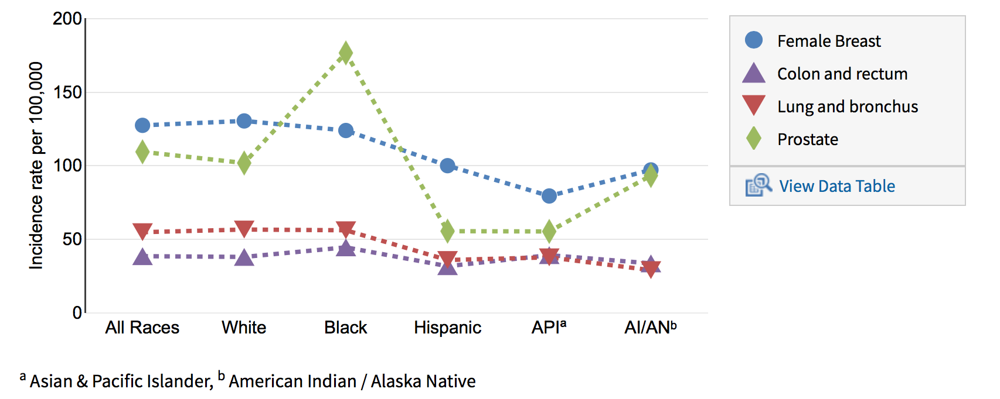 200
150
100
50
0
Incidence rate per 100,000
All Races White Black Hispanic APIᵃ AI/ANᵇ
Female Breast
Colon and rectum
Lung and bronchus
Prostate
View Data Table
ᵃ Asian & Pacific Islander, ᵇ American Indian / Alaska Native